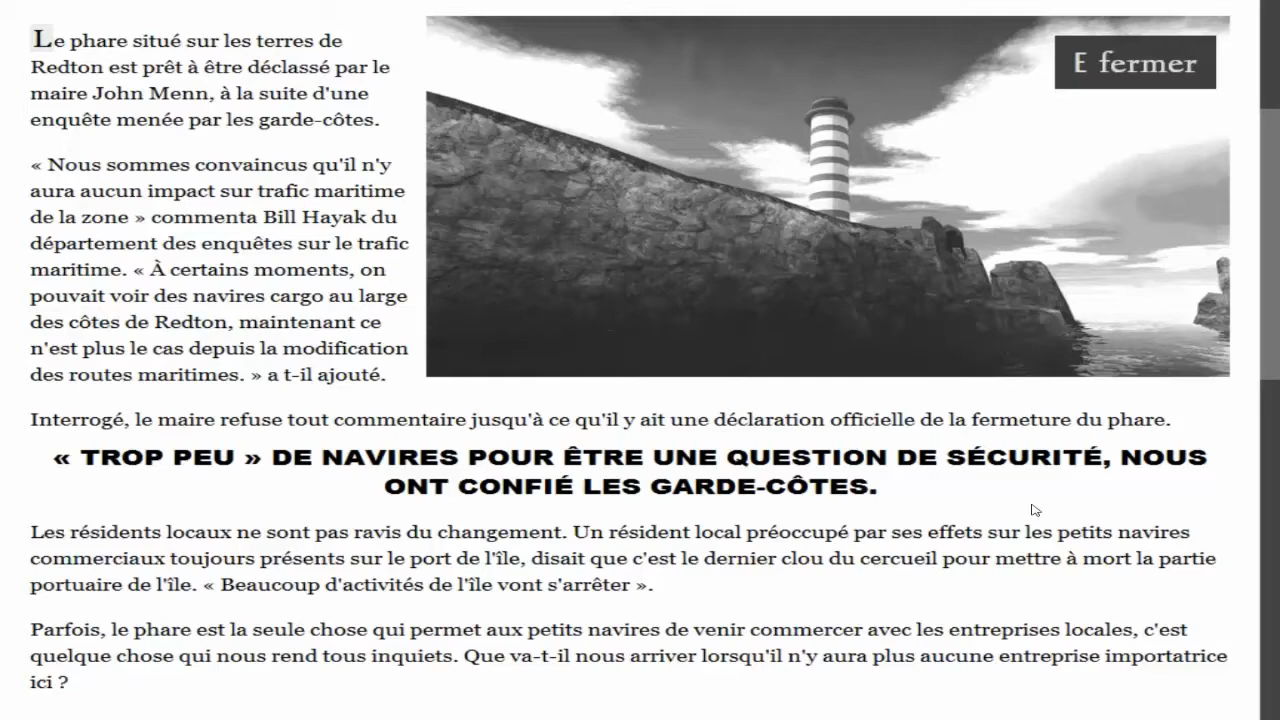 Le phare situé sur les terres de
Redton est prêt à être déclassé par le
maire John Menn, à la suite d'une
enquête menée par les garde-côtes.
« Nous sommes convaincus qu'il n'y
aura aucun impact sur trafic maritime
de la zone » commenta Bill Hayak du
département des enquêtes sur le trafic
maritime. « À certains moments, on
pouvait voir des navires cargo au large
des côtes de Redton, maintenant ce
n'est plus le cas depuis la modification
des routes maritimes. » a t-il ajouté.
E fermer
Interrogé, le maire refuse tout commentaire jusqu'à ce qu'il y ait une déclaration officielle de la fermeture du phare.
« TROP PEU » DE NAVIRES POUR ÊTRE UNE QUESTION DE SÉCURITÉ, NOUS
ONT CONFIÉ LES GARDE-CÔTES.
Les résidents locaux ne sont pas ravis du changement. Un résident local préoccupé par ses effets sur les petits navires
commerciaux toujours présents sur le port de l'île, disait que c'est le dernier clou du cercueil pour mettre à mort la partie
portuaire de l'île. « Beaucoup d'activités de l'île vont s'arrêter ».
Parfois, le phare est la seule chose qui permet aux petits navires de venir commercer avec les entreprises locales, c'est
quelque chose qui nous rend tous inquiets. Que va-t-il nous arriver lorsqu'il n'y aura plus aucune entreprise importatrice
ici ?